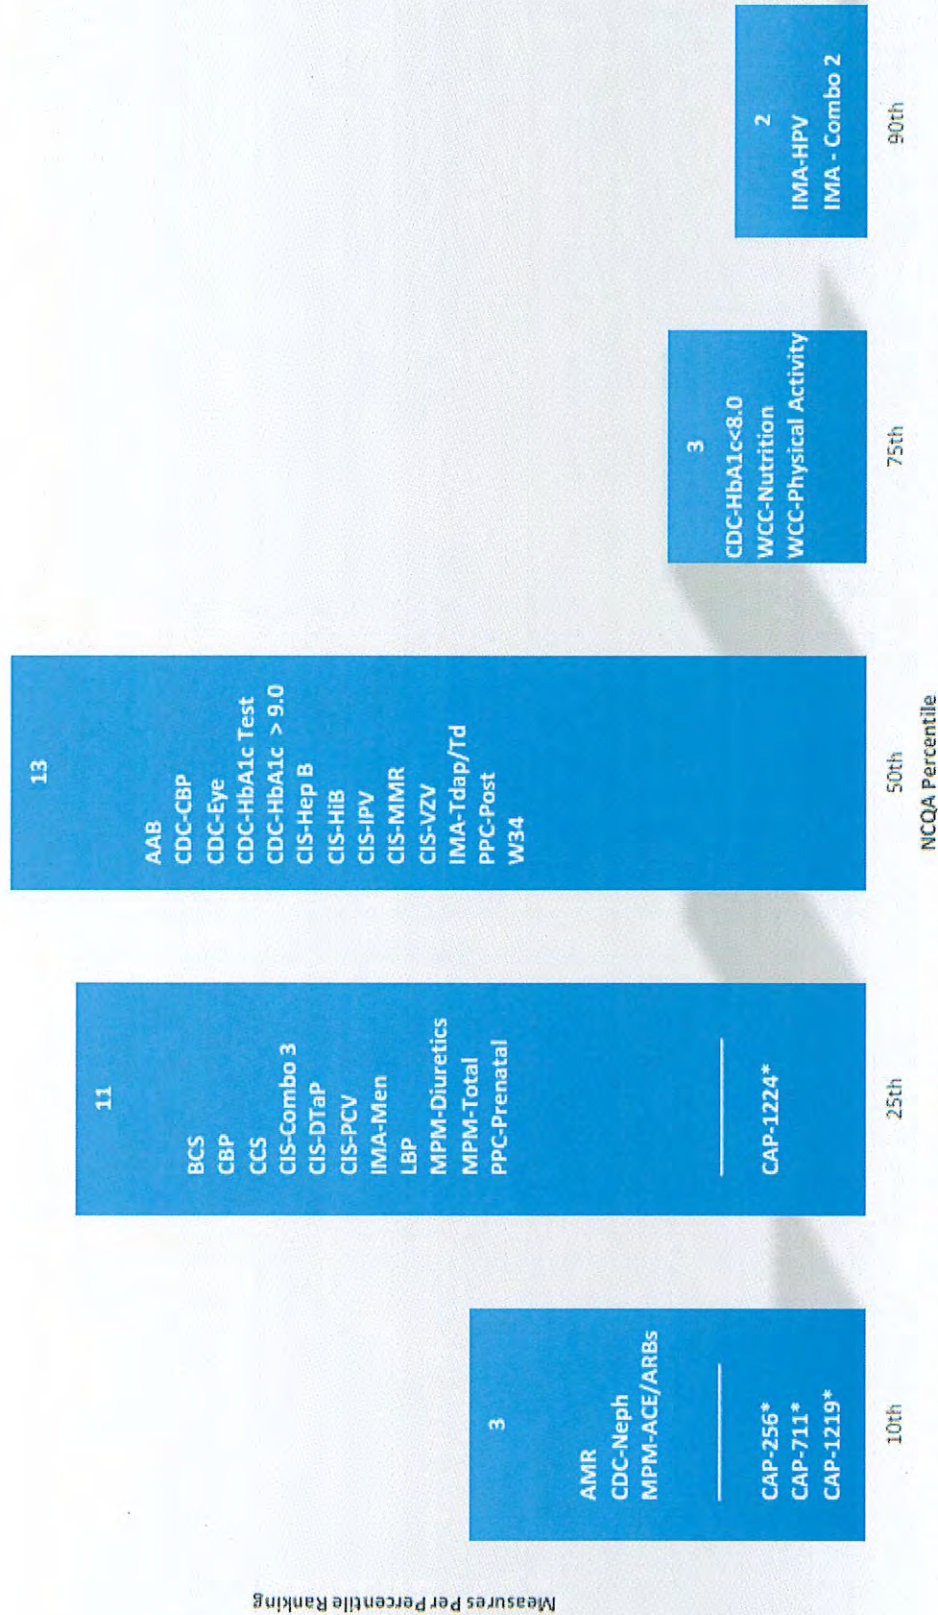 Measures Per Percentile Ranking
3
AMR
CDC-Neph
MPM-ACE/ARBs
CAP-256*
CAP-711*
CAP-1219*
10th
11
BCS
CBP
CCS
CIS-Combo 3
CIS-DTaP
CIS-PCV
IMA-Men
LBP
MPM-Diuretics
MPM-Total
PPC-Prenatal
CAP-1224*
25th
13
AAB
CDC-CBP
CDC-Eye
CDC-HbA1c Test
CDC-HbA1c > 9.0
CIS-Hep B
CIS-HiB
CIS-IPV
CIS-MMR
CIS-VZV
IMA-Tdap/Td
PPC-Post
W34
50th
3
CDC-HbA1c<8.0
WCC-Nutrition
WCC-Physical Activity
75th
2
IMA-HPV
IMA - Combo 2
90th
NCQA Percentile